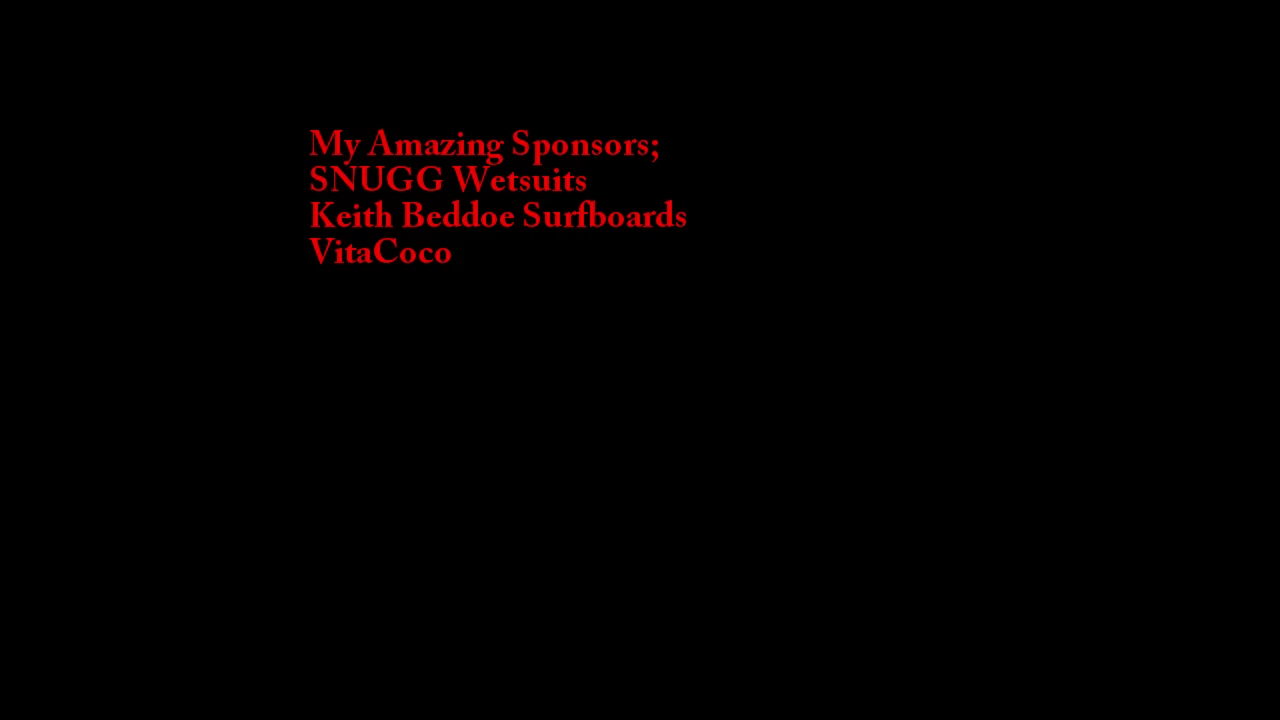 My Amazing Sponsors;
SNUGG Wetsuits
Keith Beddoe Surfboards
VitaCoco